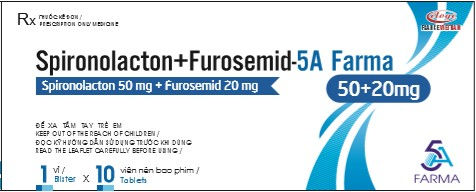 Rx THUỐC KÊ ĐƠN /
PRESCRIPTION ONLY MEDICINE
Spironolacton+Furosemid-5A Farma
Spironolacton 50 mg + Furosemid 20 mg
50+20mg
ĐỂ XA TẦM TAY TRẺ EM
KEEP OUT OF THE REACH OF CHILDREN /
ĐỌC KỸ HƯỚNG DẪN SỬ DỤNG TRƯỚC KHI DÙNG
READ THE LEAFLET CAREFULLY BEFORE USING /
1 Vỉ / Blister X 10 viên nén bao phim / Tablets
5A
FARMA